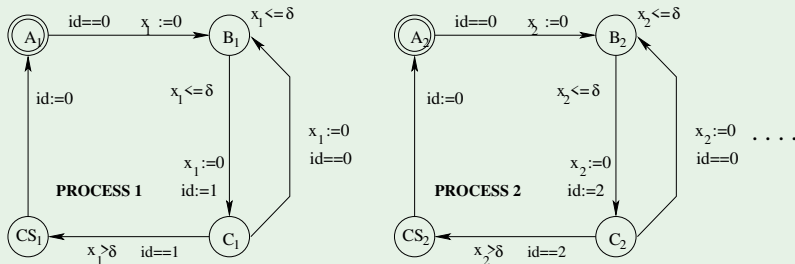 A1
id==0 x1:=0
B1
x1<=δ
x1<=δ
id:=0
x1:=0
id==0
x1:=0
id:=1
PROCESS 1
CS1
x1>δ id==1
C1
A2
id==0 x2:=0
B2
x2<=δ
x2<=δ
id:=0
x2:=0
id==0
x2:=0
id:=2
PROCESS 2
CS2
x2>δ id==2
C2
. . . .